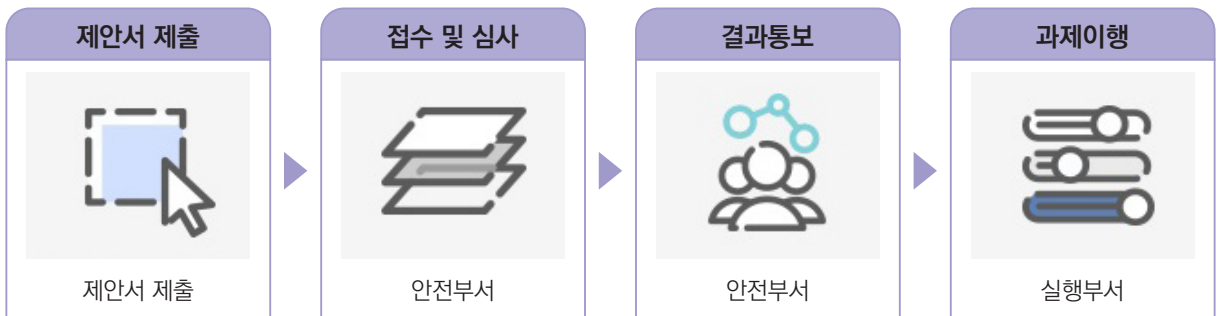 제안서 제출
접수 및 심사
결과통보
과제이행
제안서 제출
안전부서
안전부서
실행부서